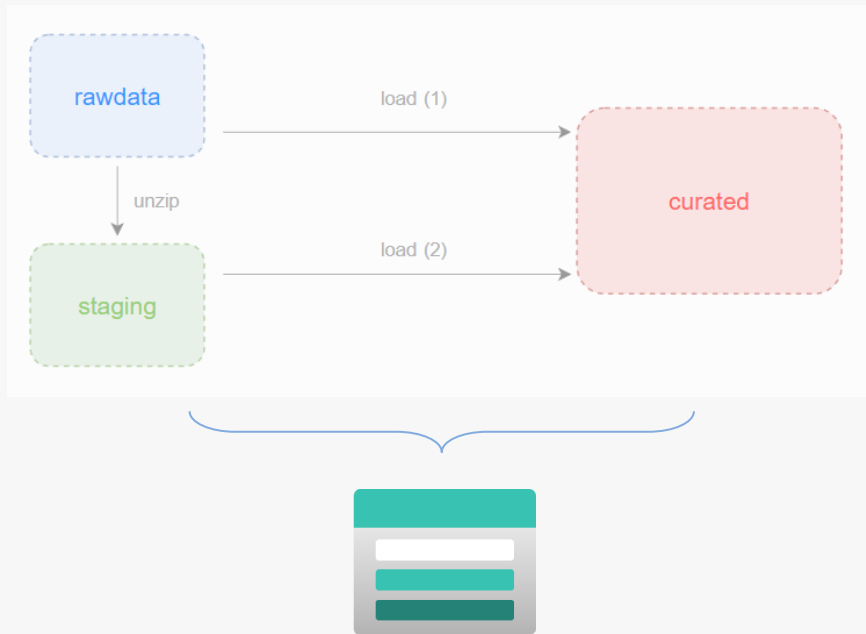 rawdata
load (1)
curated
unzip
load (2)
staging